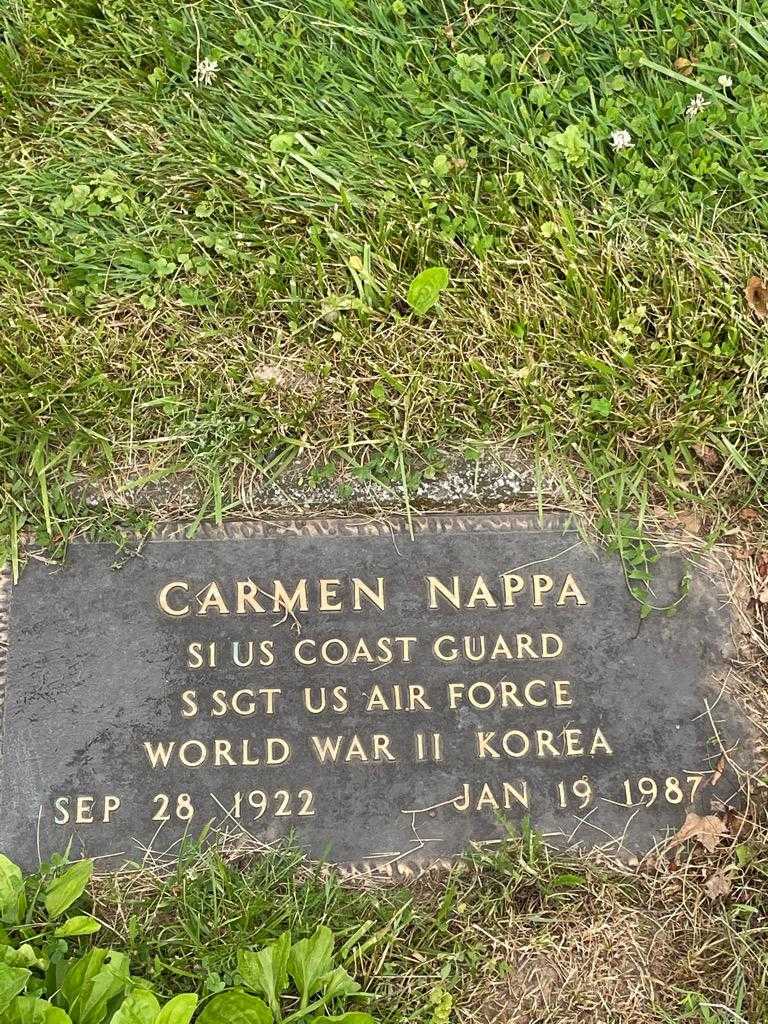 CARMEN NAPPA
S1 US COAST GUARD
S SGT US AIR FORCE
WORLD WAR II KOREA
SEP 28 1922 JAN 19 1987